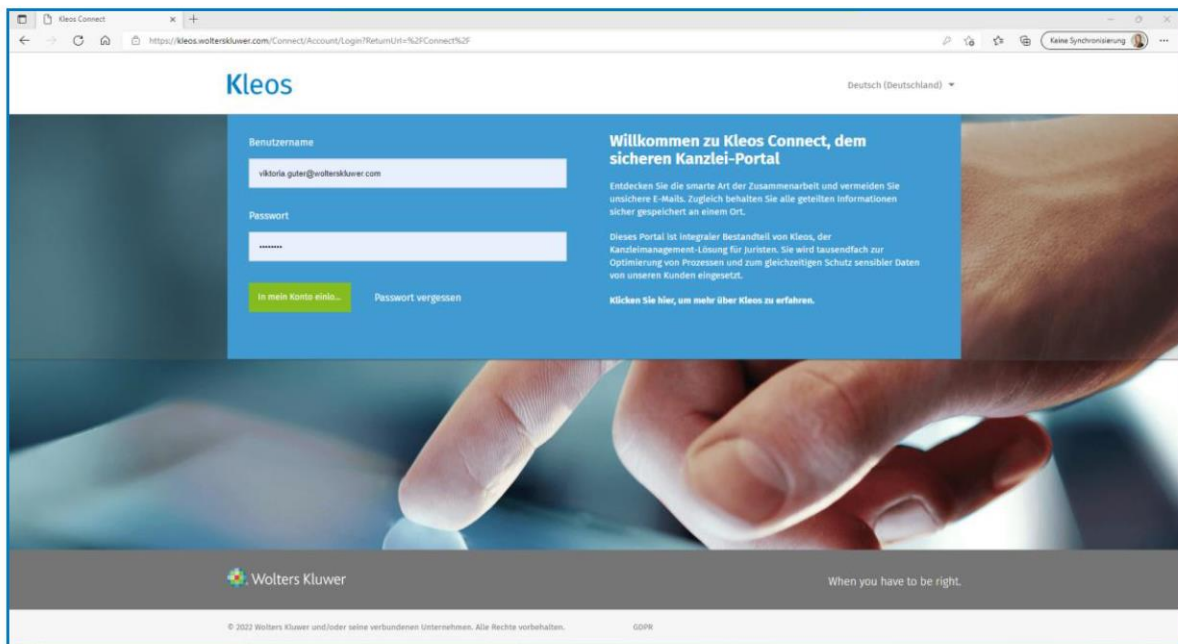 Kleos Connect
https://kleos.wolterskluwer.com/Connect/Account/Login?ReturnUrl=%2FConnect%2F
Keine Synchronisierung
Kleos
Deutsch (Deutschland)
Benutzername
viktoria.guter@wolterskluwer.com
Passwort
••••••••
In mein Konto einlo...
Passwort vergessen
Willkommen zu Kleos Connect, dem
sicheren Kanzlei-Portal
Entdecken Sie die smarte Art der Zusammenarbeit und vermeiden Sie
unsichere E-Mails. Zugleich behalten Sie alle geteilten Informationen
sicher gespeichert an einem Ort.
Dieses Portal ist integraler Bestandteil von Kleos, der
Kanzleimanagement-Lösung für Juristen. Sie wird tausendfach zur
Optimierung von Prozessen und zum gleichzeitigen Schutz sensibler Daten
von unseren Kunden eingesetzt.
Klicken Sie hier, um mehr über Kleos zu erfahren.
Wolters Kluwer
When you have to be right.
© 2022 Wolters Kluwer und/oder seine verbundenen Unternehmen. Alle Rechte vorbehalten.
GDPR